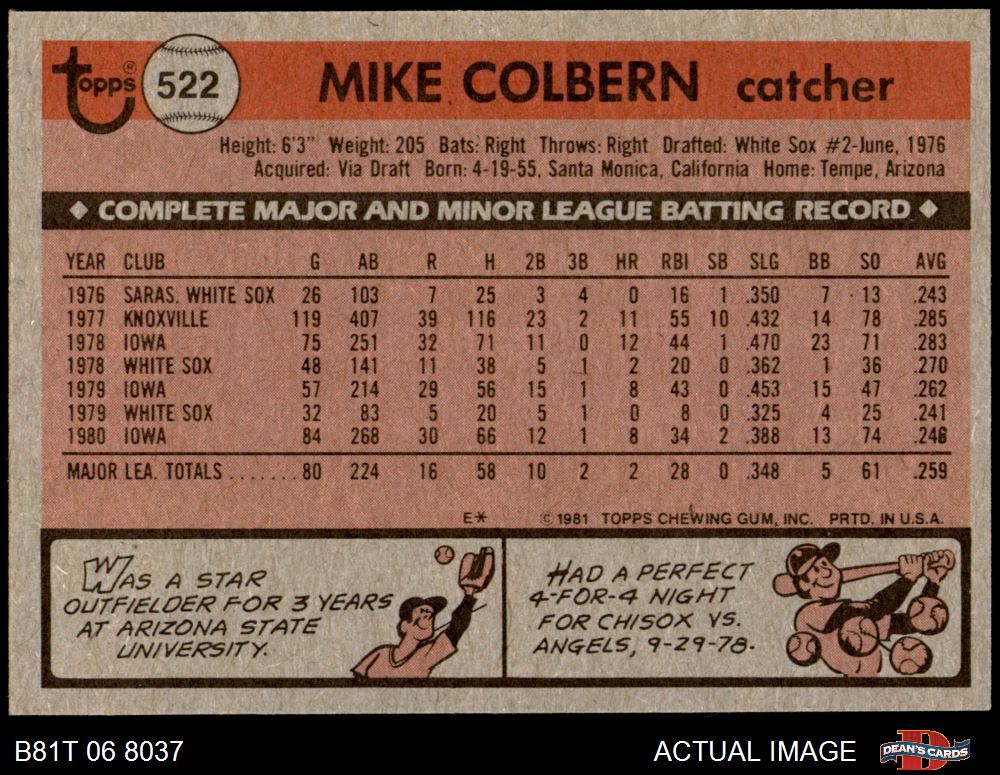 Topps®
522
MIKE COLBERN catcher
Height: 6'3" Weight: 205 Bats: Right Throws: Right Drafted: White Sox #2-June, 1976
Acquired: Via Draft Born: 4-19-55, Santa Monica, California Home: Tempe, Arizona
◆ COMPLETE MAJOR AND MINOR LEAGUE BATTING RECORD ◆
YEAR CLUB G AB R H 2B 3B HR RBI SB SLG BB SO AVG
1976 SARAS. WHITE SOX 26 103 7 25 3 4 0 16 1 .350 7 13 .243
1977 KNOXVILLE 119 407 39 116 23 2 11 55 10 .432 14 78 .285
1978 IOWA 75 251 32 71 11 0 12 44 1 .470 23 71 .283
1978 WHITE SOX 48 141 11 38 5 1 2 20 0 .362 1 36 .270
1979 IOWA 57 214 29 56 15 1 8 43 0 .453 15 47 .262
1979 WHITE SOX 32 83 5 20 5 1 0 8 0 .325 4 25 .241
1980 IOWA 84 268 30 66 12 1 8 34 2 .388 13 74 .246
MAJOR LEA. TOTALS ....... 80 224 16 58 10 2 2 28 0 .348 5 61 .259
E* © 1981 TOPPS CHEWING GUM, INC. PRTD. IN U.S.A.
WAS A STAR
OUTFIELDER FOR 3 YEARS
AT ARIZONA STATE
UNIVERSITY.
HAD A PERFECT
4-FOR-4 NIGHT
FOR CHISOX VS.
ANGELS, 9-29-78.
B81T 06 8037 ACTUAL IMAGE DEAN'S CARDS